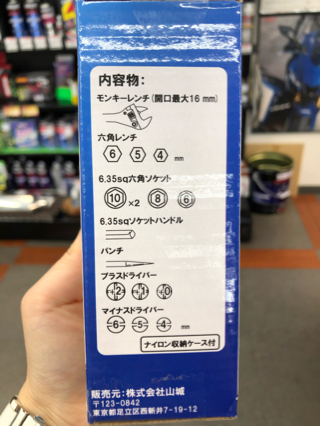 内容物:
モンキーレンチ(開口最大16mm)
六角レンチ
6 5 4 mm
6.35sq六角ソケット
10 ×2 8 6
6.35sqソケットハンドル
パンチ
プラスドライバー
2 1 0
マイナスドライバー
6 5 4 mm
ナイロン収納ケース付
販売元:株式会社山城
〒123-0842
東京都足立区西新井7-19-12